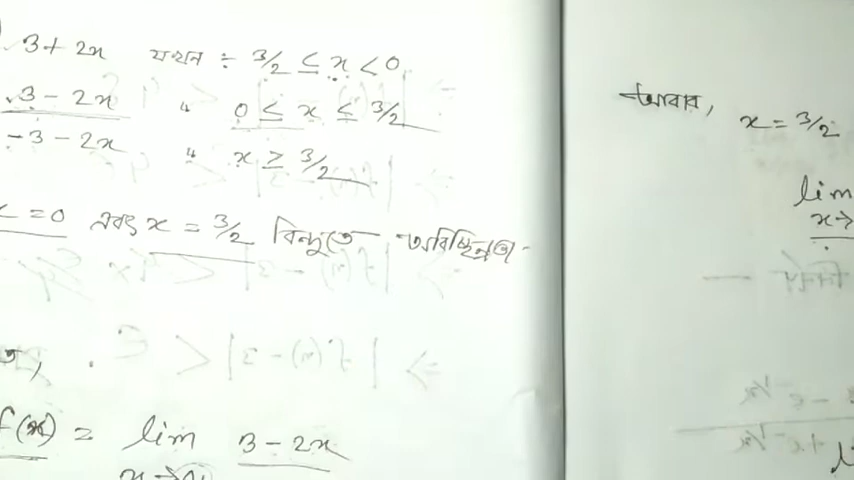 3 + 2x যখন ÷ 3/2 ≤ x < 0
3 - 2x " 0 ≤ x ≤ 3/2
-3 - 2x " x ≥ 3/2
= 0 এবং x = 3/2 বিন্দুতে অবিচ্ছিন্নতা
f(x) = lim 3 - 2x
x →
আবার,
x = 3/2
lim
x →